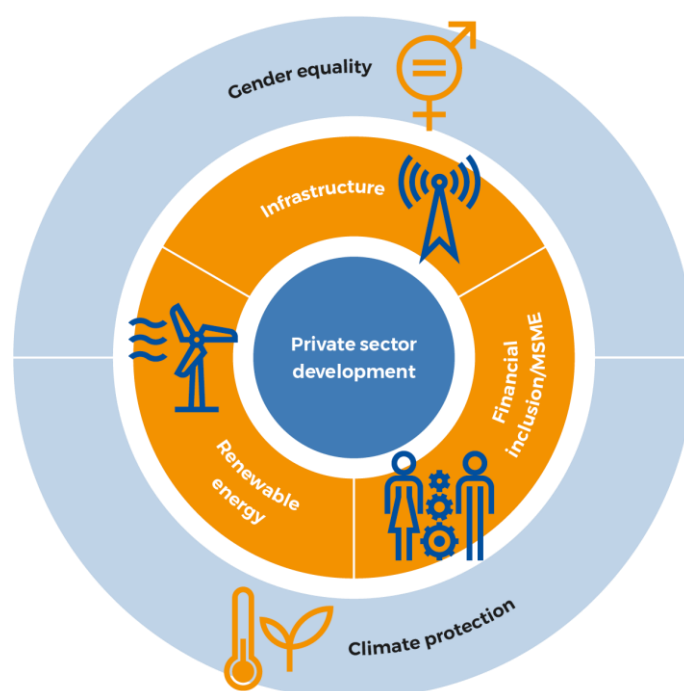 Gender equality
Infrastructure
Private sector
development
Financial
inclusion/MSME
Renewable
energy
Climate protection